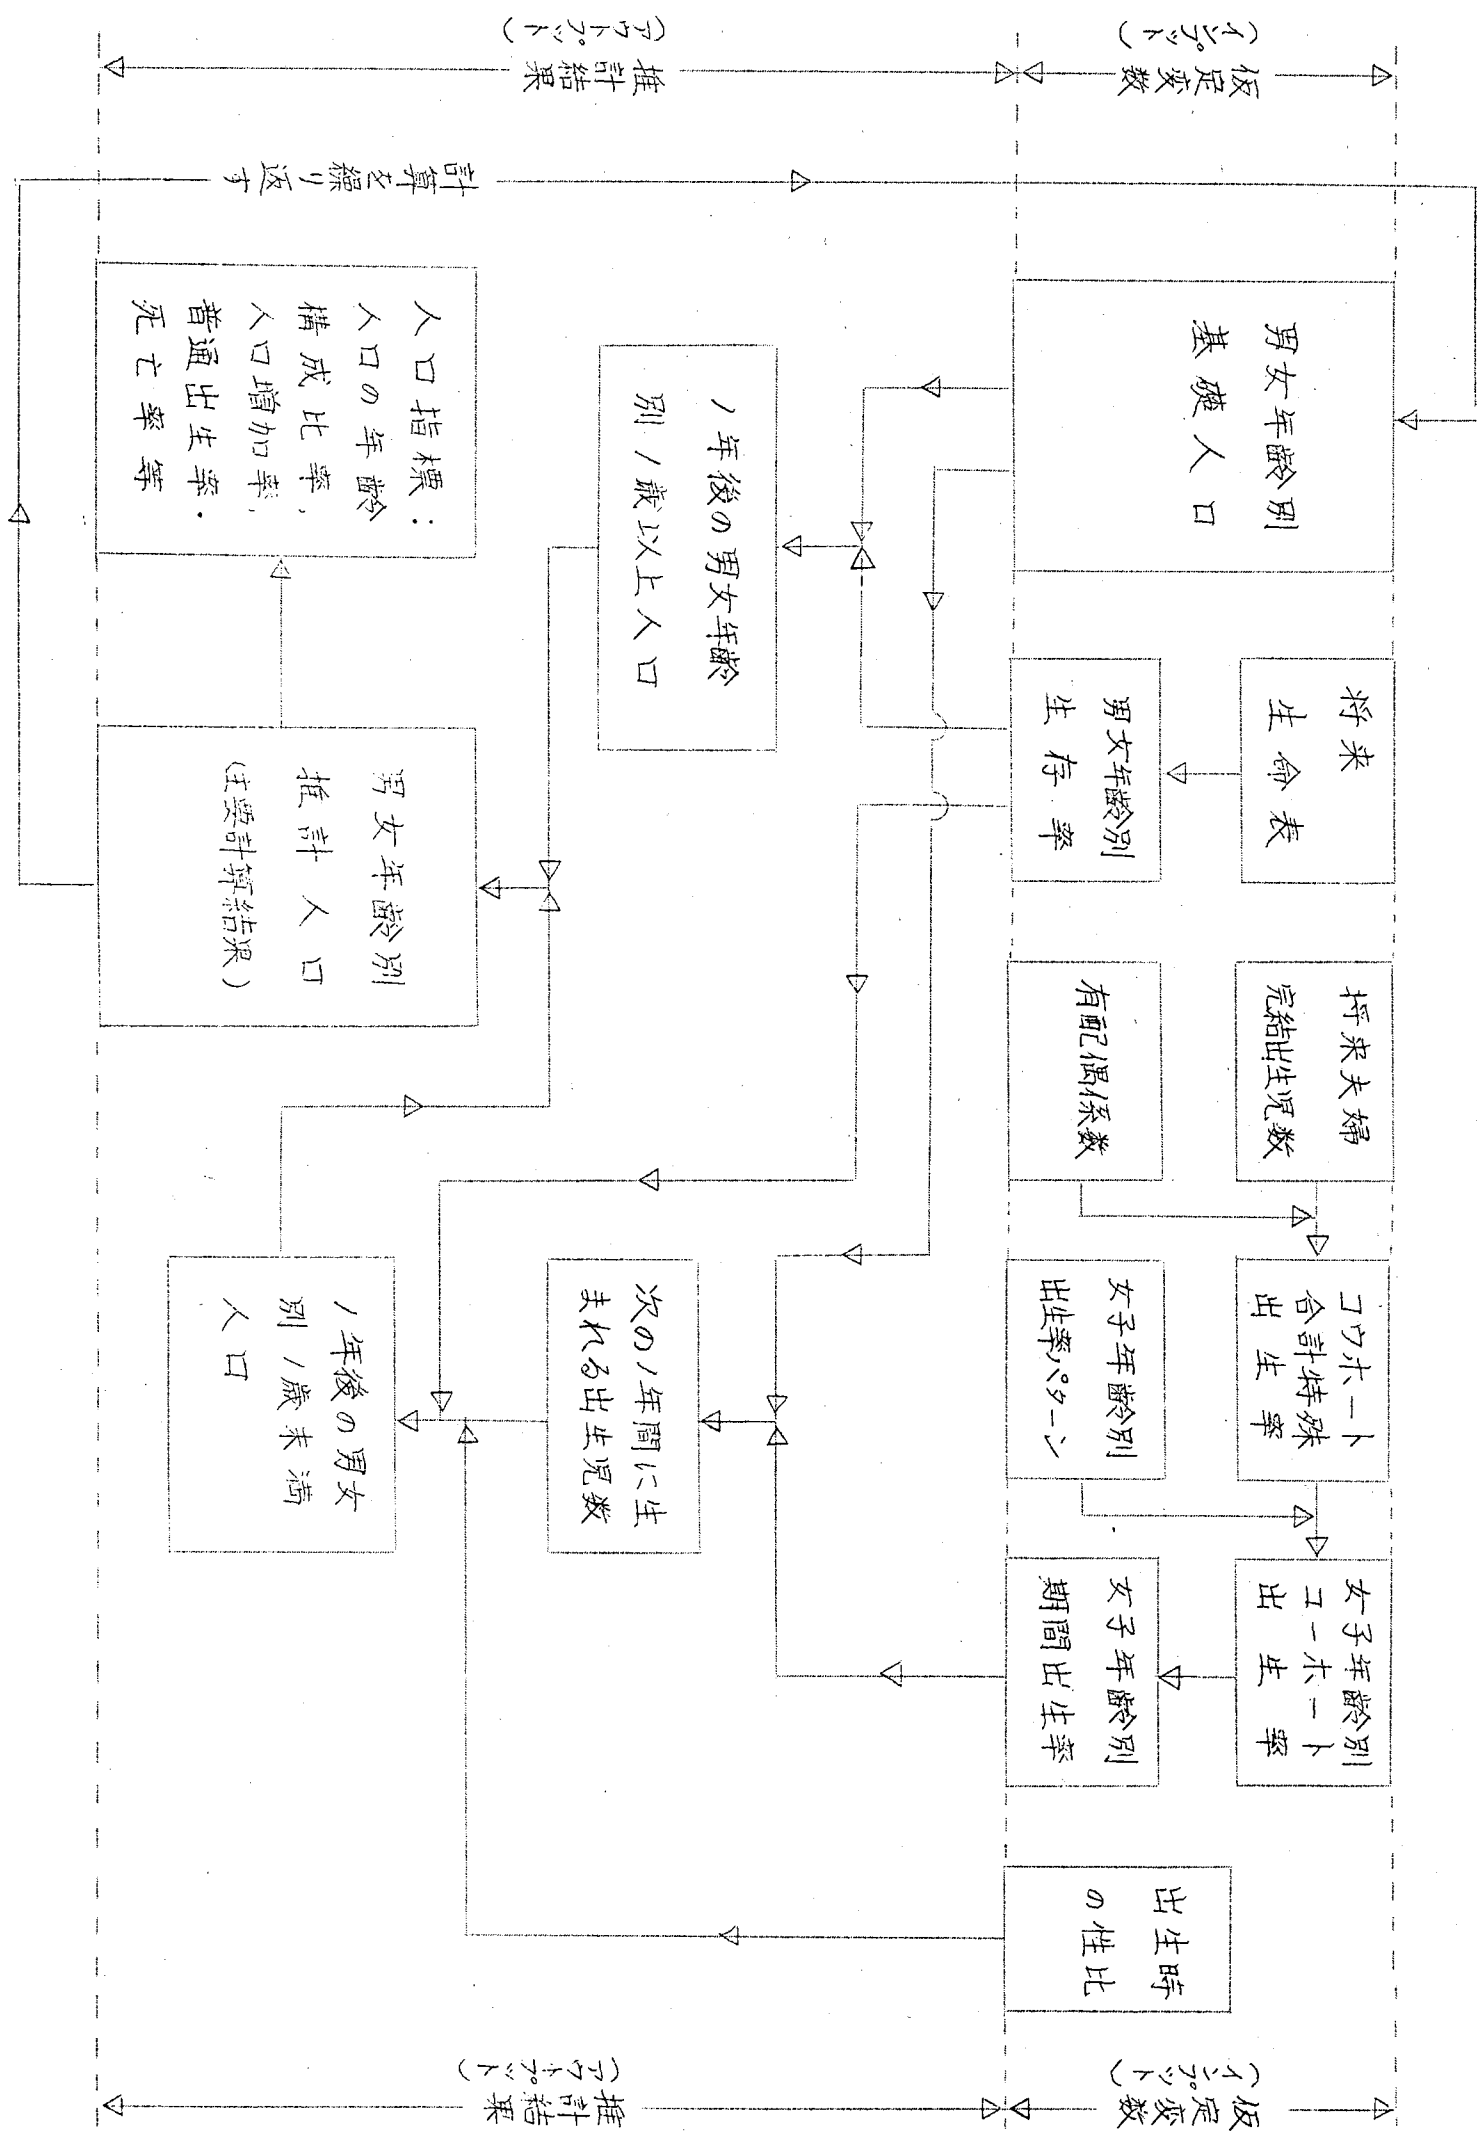 仮定変数
(インプット)
推計結果
(アウトプット)
計算を繰り返す
男女年齢別
基礎人口
将来
生命表
男女年齢別
生存率
将来夫婦
完結出生児数
有配偶係数
コウホート
合計特殊
出生率
女子年齢別
出生率パターン
女子年齢別
コーホート
出生率
女子年齢別
期間出生率
出生時
の性比
1年後の男女年齢
別1歳以上人口
次の1年間に生
まれる出生児数
1年後の男女
別1歳未満
人口
男女年齢別
推計人口
(主要計算結果)
人口指標:
人口の年齢
構成比率,
人口増加率,
普通出生率・
死亡率等
仮定変数
(インプット)
推計結果
(アウトプット)